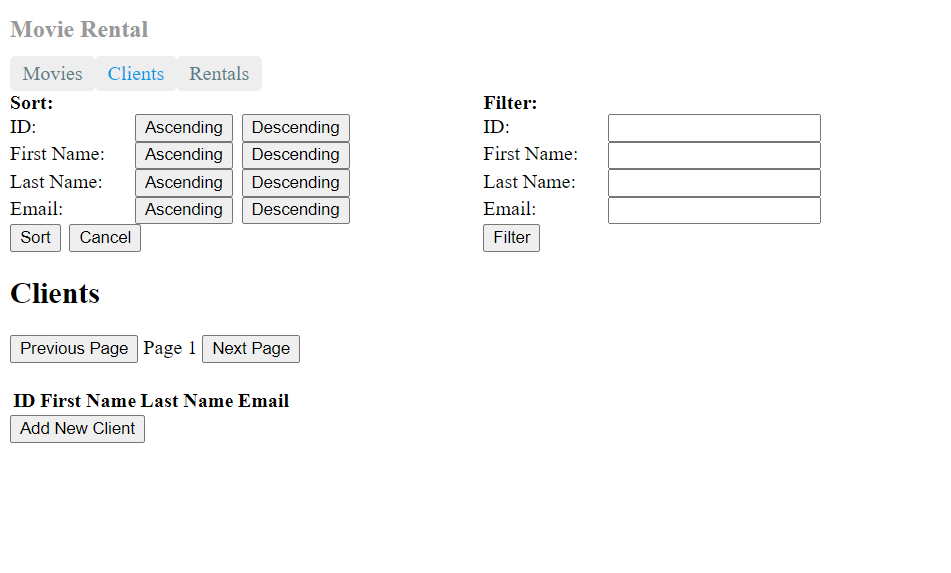 Movie Rental
Movies Clients Rentals
Sort:
ID: Ascending Descending
First Name: Ascending Descending
Last Name: Ascending Descending
Email: Ascending Descending
Sort Cancel
Filter:
ID:
First Name:
Last Name:
Email:
Filter
Clients
Previous Page Page 1 Next Page
ID First Name Last Name Email
Add New Client